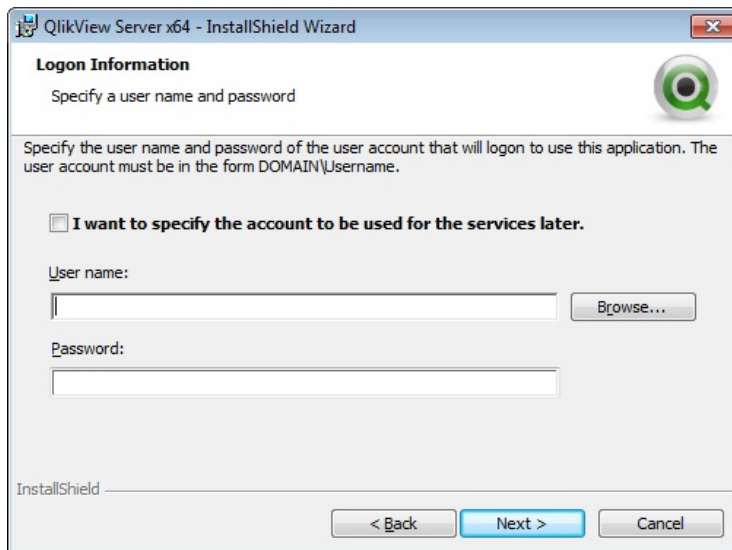 QlikView Server x64 - InstallShield Wizard
Logon Information
Specify a user name and password
Specify the user name and password of the user account that will logon to use this application. The
user account must be in the form DOMAIN\Username.
I want to specify the account to be used for the services later.
User name:
Browse...
Password:
InstallShield
< Back Next > Cancel